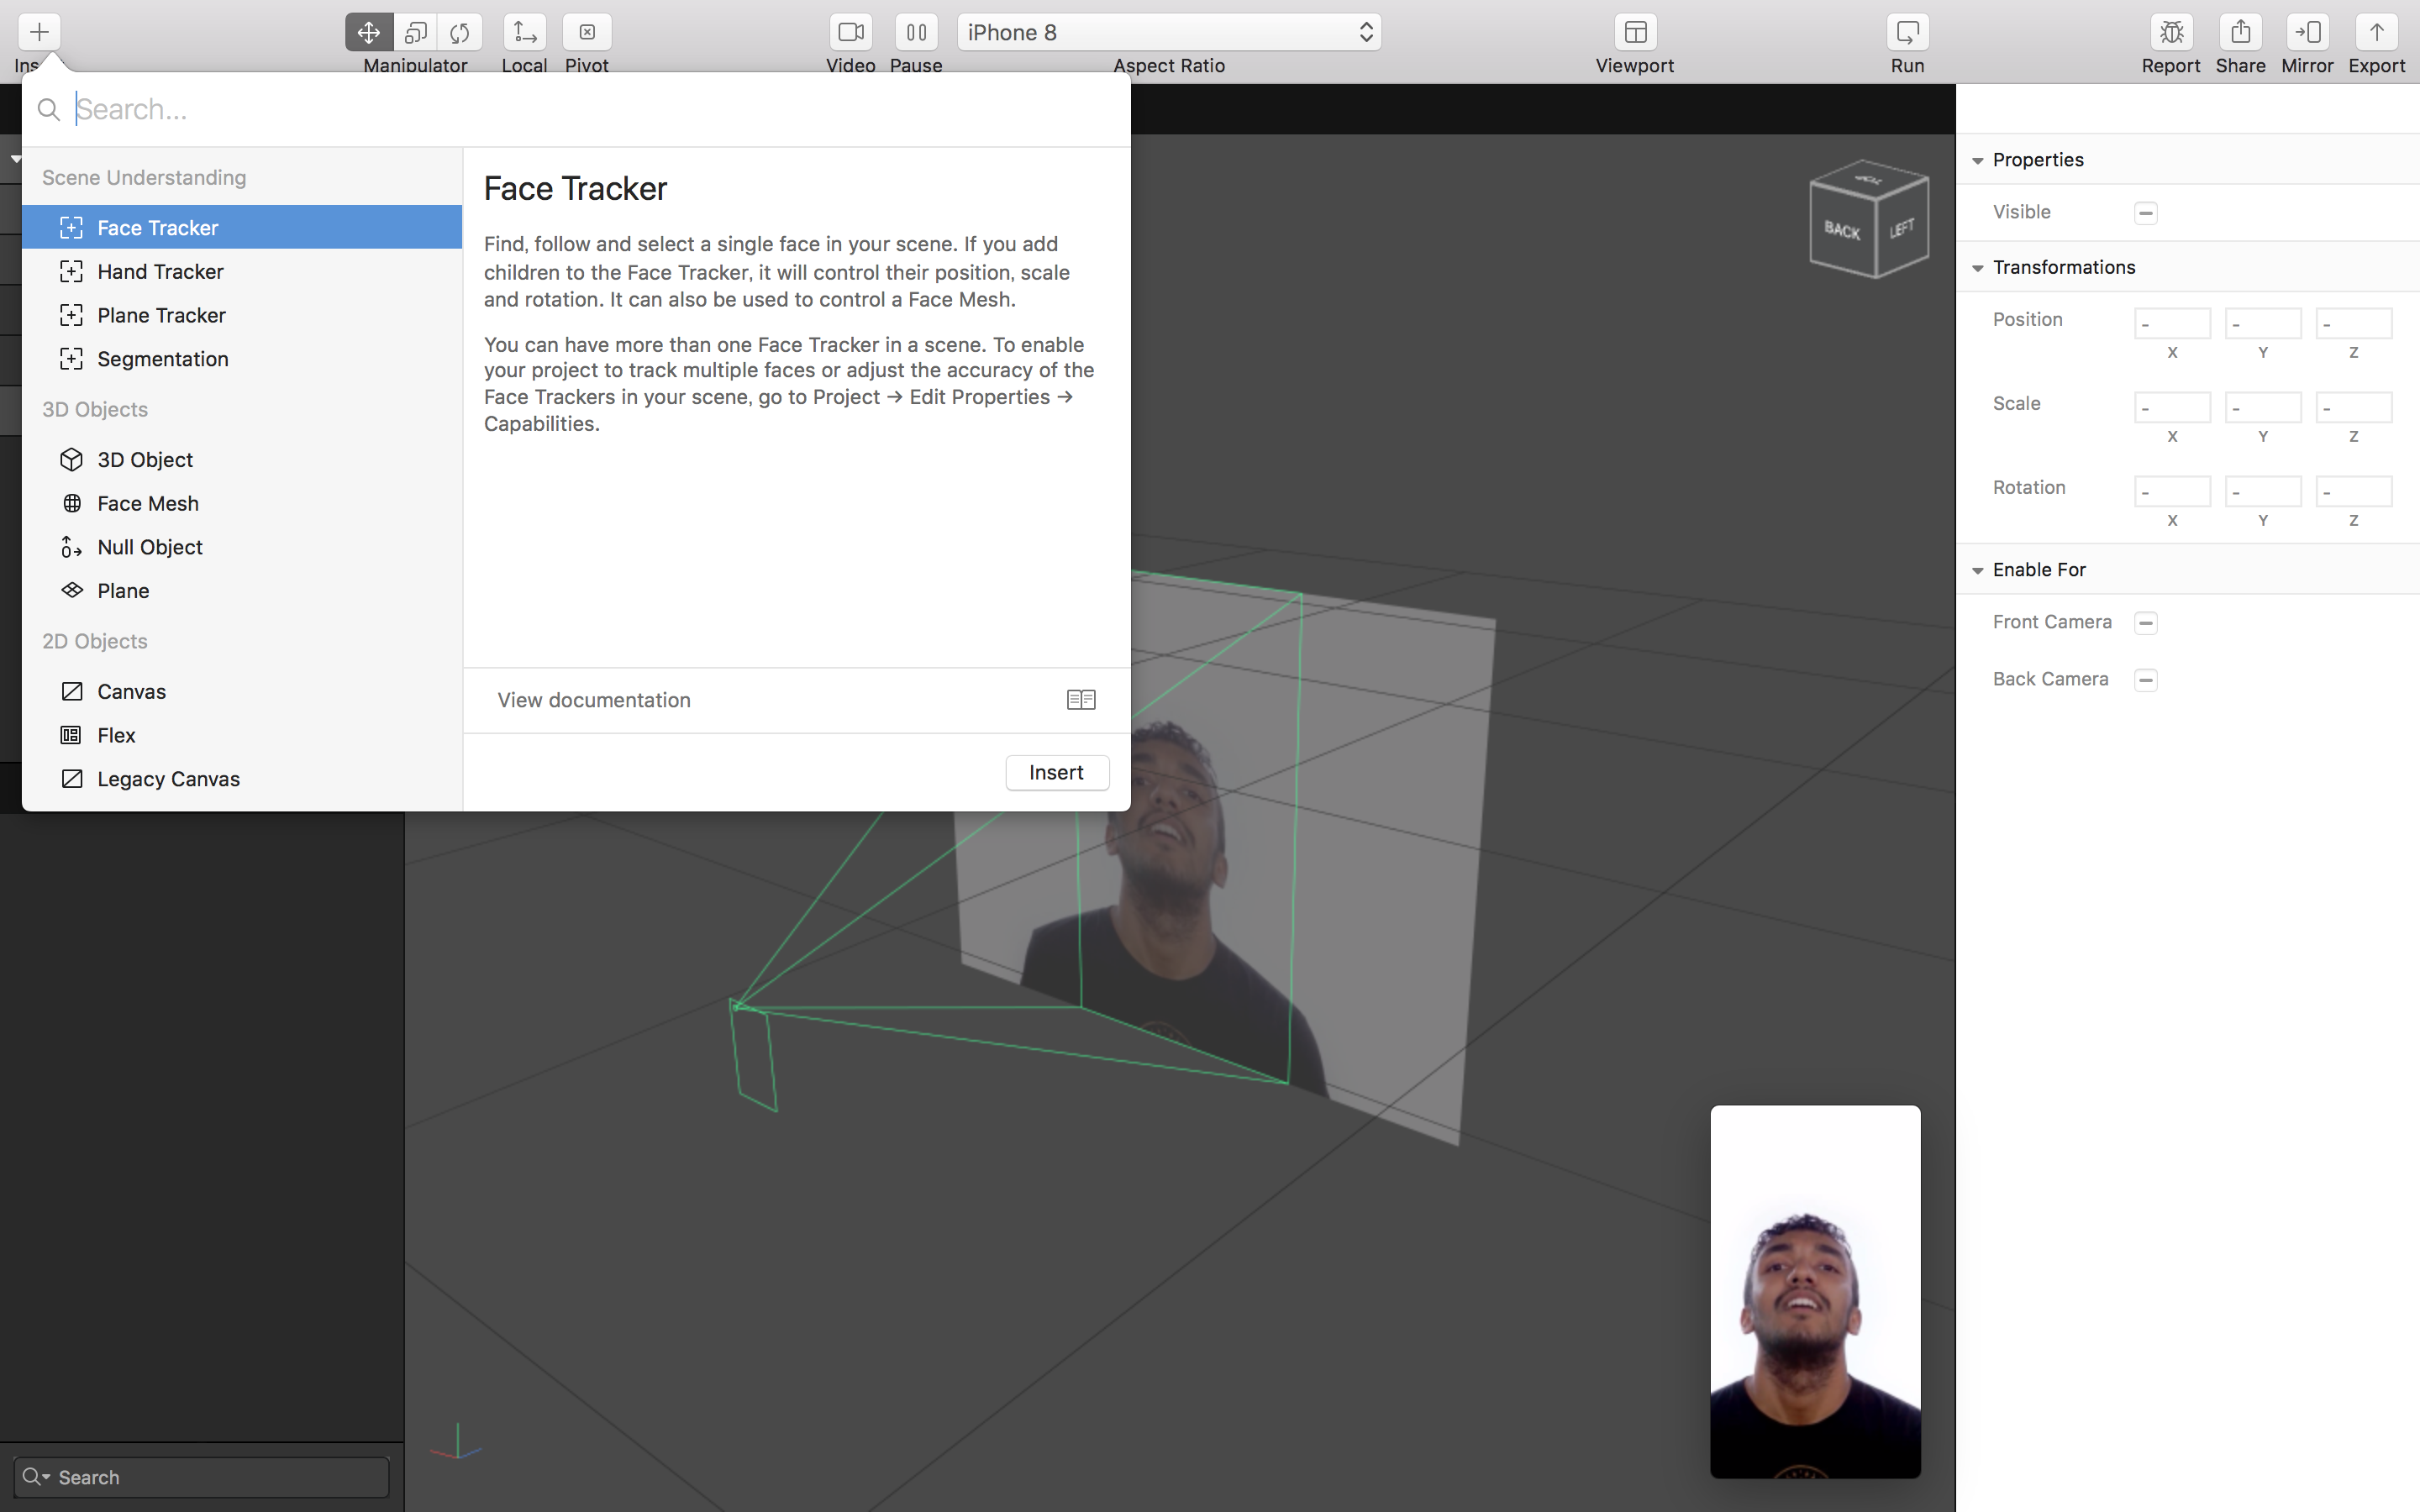 iPhone 8
Manipulator
Local
Pivot
Video
Pause
Aspect Ratio
Viewport
Run
Report
Share
Mirror
Export
Search...
Scene Understanding
Face Tracker
Hand Tracker
Plane Tracker
Segmentation
3D Objects
3D Object
Face Mesh
Null Object
Plane
2D Objects
Canvas
Flex
Legacy Canvas
Face Tracker
Find, follow and select a single face in your scene. If you add
children to the Face Tracker, it will control their position, scale
and rotation. It can also be used to control a Face Mesh.
You can have more than one Face Tracker in a scene. To enable
your project to track multiple faces or adjust the accuracy of the
Face Trackers in your scene, go to Project → Edit Properties →
Capabilities.
View documentation
Insert
TOP
BACK
LEFT
Properties
Visible
Transformations
Position
- - -
X Y Z
Scale
- - -
X Y Z
Rotation
- - -
X Y Z
Enable For
Front Camera
Back Camera
Search